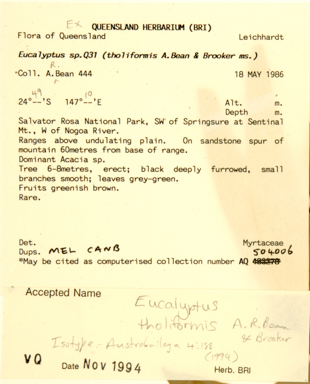 Ex QUEENSLAND HERBARIUM (BRI)
Flora of Queensland Leichhardt
Eucalyptus sp.Q31 (tholiformis A.Bean & Brooker ms.)
R.
*Coll. A.Bean 444 18 MAY 1986
49 10
24°--'S 147°--'E Alt. m.
Depth m.
Salvator Rosa National Park, SW of Springsure at Sentinal
Mt., W of Nogoa River.
Ranges above undulating plain. On sandstone spur of
mountain 60metres from base of range.
Dominant Acacia sp.
Tree 6-8metres, erect; black deeply furrowed, small
branches smooth; leaves grey-green.
Fruits greenish brown.
Rare.
Det. Myrtaceae
Dups. MEL CANB 504006
*May be cited as computerised collection number AQ
Accepted Name
Eucalyptus
tholiformis A.R.Bean
& Brooker
Isotype - Austrobaileya
(1994)
VQ Date Nov 1994 Herb. BRI